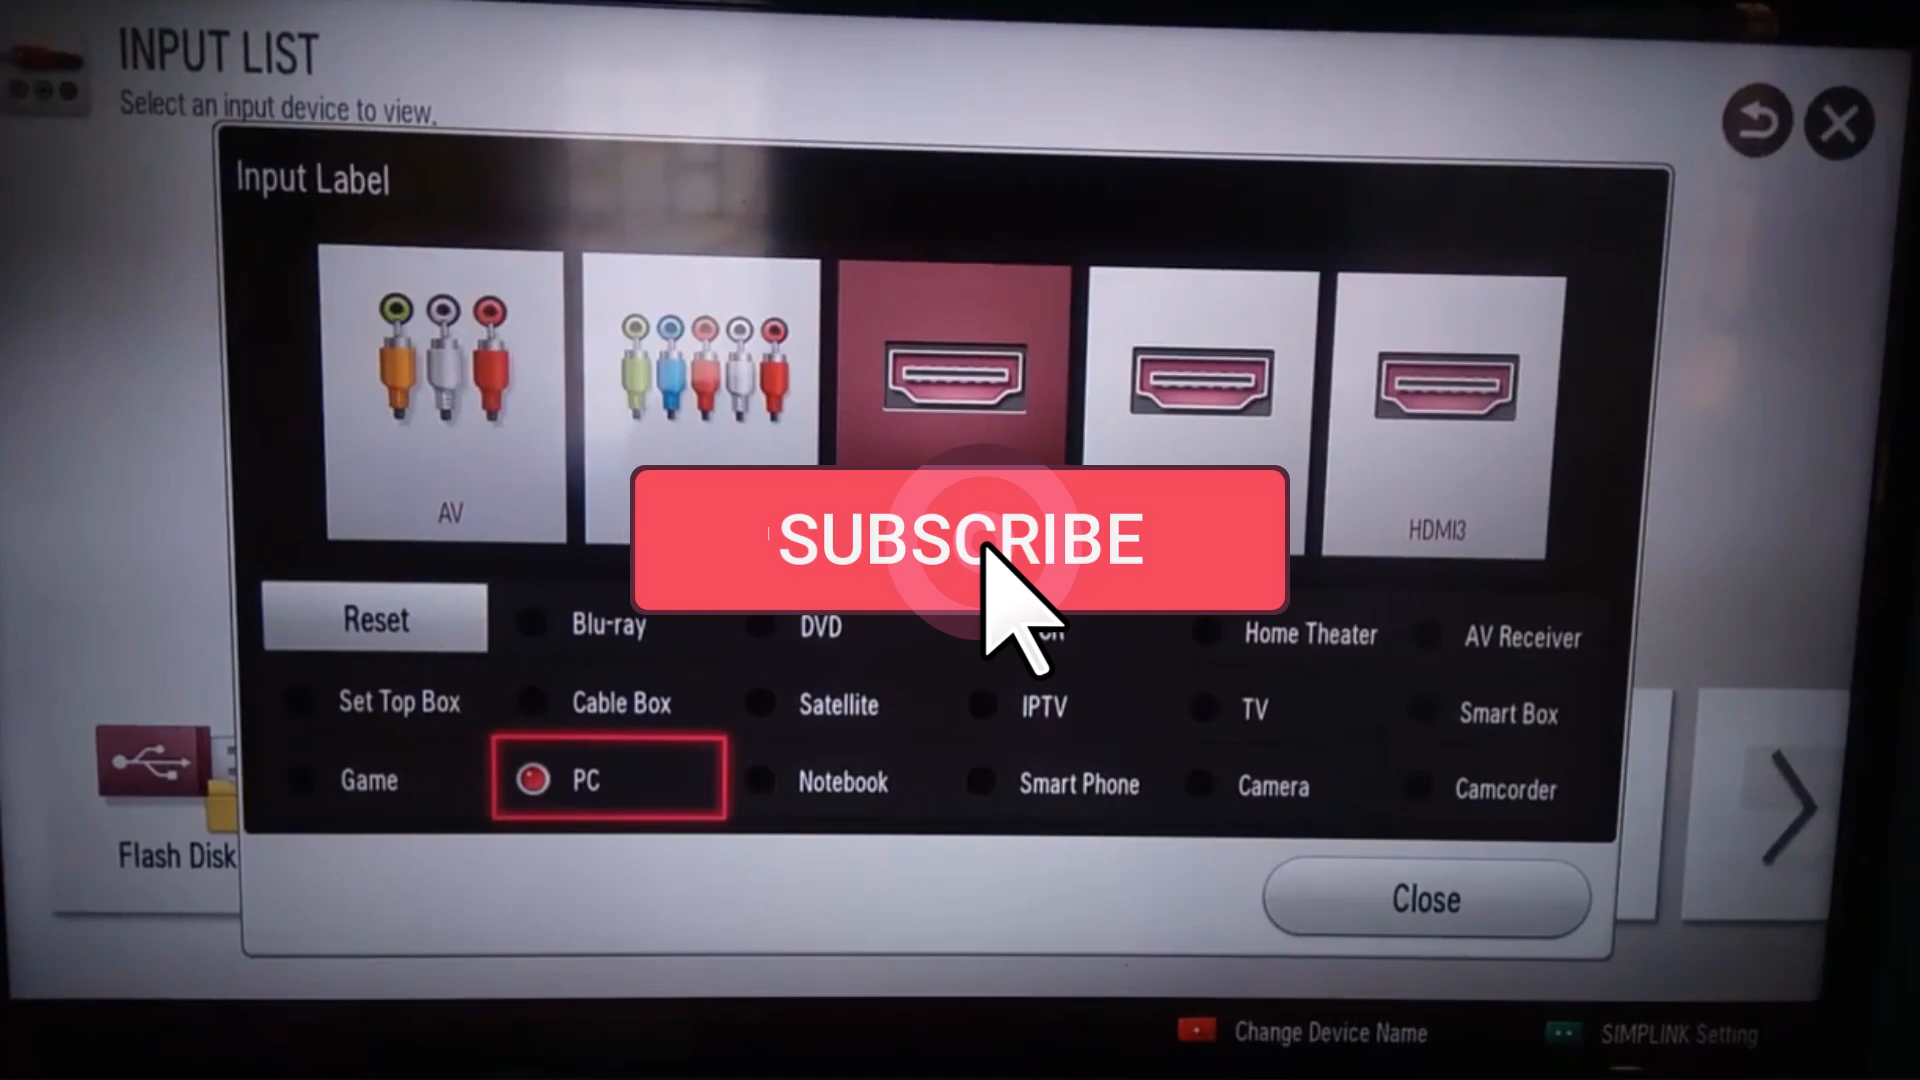 INPUT LIST
Select an input device to view.
Input Label
AV
HDMI3
SUBSCRIBE
Reset
Blu-ray
DVD
Home Theater
AV Receiver
Set Top Box
Cable Box
Satellite
IPTV
TV
Smart Box
Game
PC
Notebook
Smart Phone
Camera
Camcorder
Flash Disk
Close
Change Device Name
SIMPLINK Setting